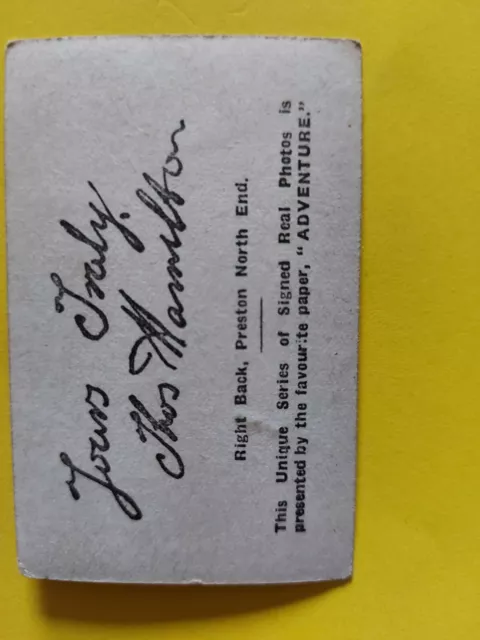 Yours Truly.
Thos Hamilton
Right Back, Preston North End.
This Unique Series of Signed Real Photos is
presented by the favourite paper, "ADVENTURE."